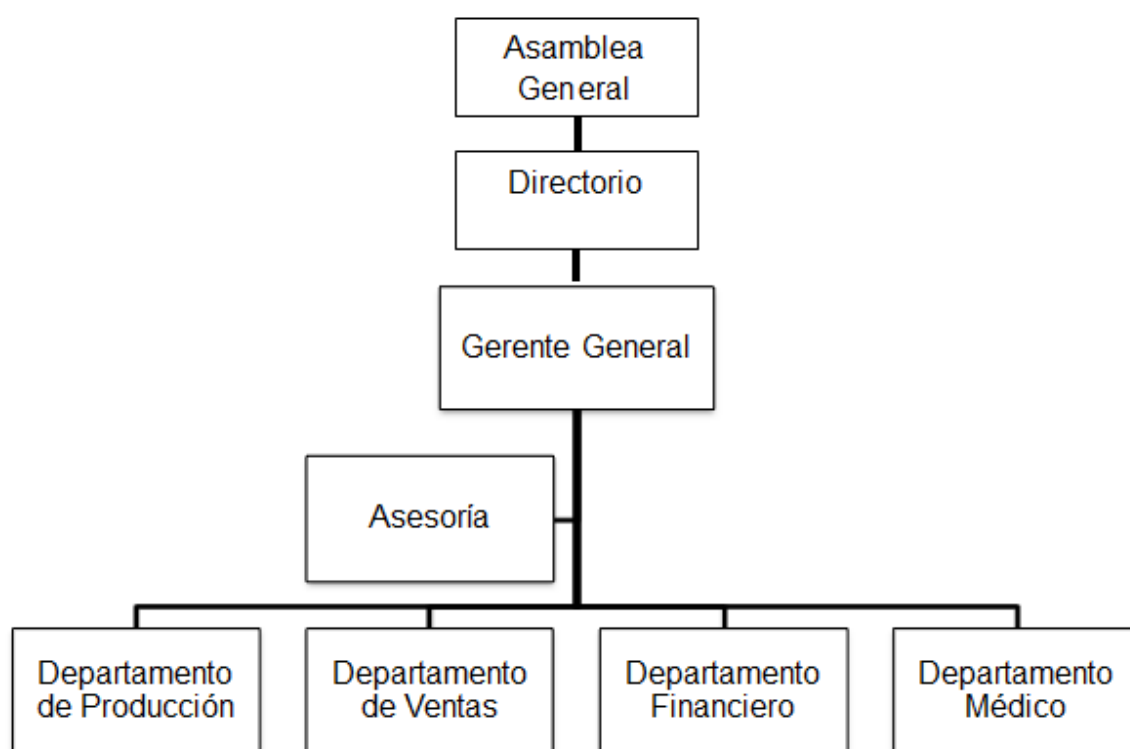 Asamblea
General
Directorio
Gerente General
Asesoría
Departamento
de Producción
Departamento
de Ventas
Departamento
Financiero
Departamento
Médico